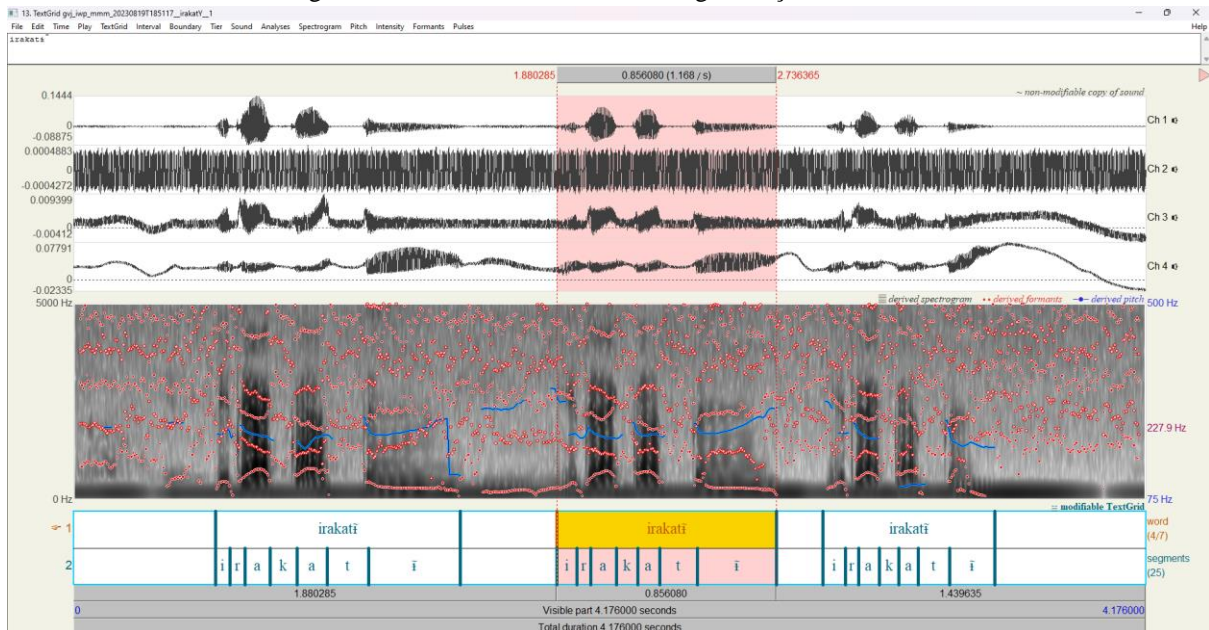 13. TextGrid gvj_iwp_mmm_20230819T185117__irakatY__1
File Edit Time Play TextGrid Interval Boundary Tier Sound Analyses Spectrogram Pitch Intensity Formants Pulses Help
irakatɨ̃
1.880285 0.856080 (1.168 / s) 2.736365
~ non-modifiable copy of sound
0.1444
0
-0.08875
Ch 1
0.0004883
0
-0.0004272
Ch 2
0.009399
-0.00412
Ch 3
0.07791
0
-0.02335
Ch 4
derived spectrogram derived formants derived pitch
5000 Hz 500 Hz
227.9 Hz
0 Hz 75 Hz
modifiable TextGrid
1 irakatɨ̃ irakatɨ̃ irakatɨ̃ word (4/7)
2 i r a k a t ɨ̃ i r a k a t ɨ̃ i r a k a t ɨ̃ segments (25)
1.880285 0.856080 1.439635
0 Visible part 4.176000 seconds 4.176000
Total duration 4.176000 seconds